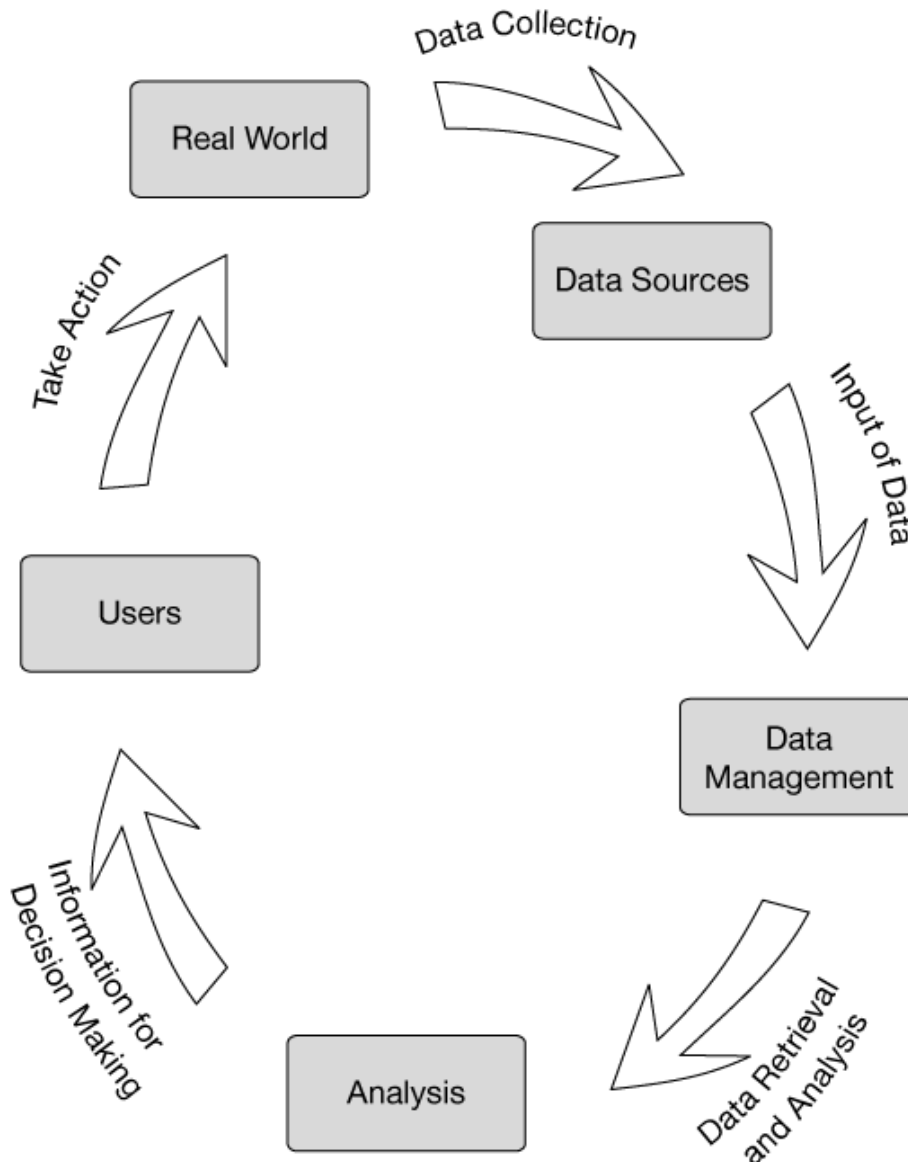 Data Collection
Real World
Data Sources
Take Action
Input of Data
Users
Data
Management
Information for
Decision Making
Data Retrieval
and Analysis
Analysis